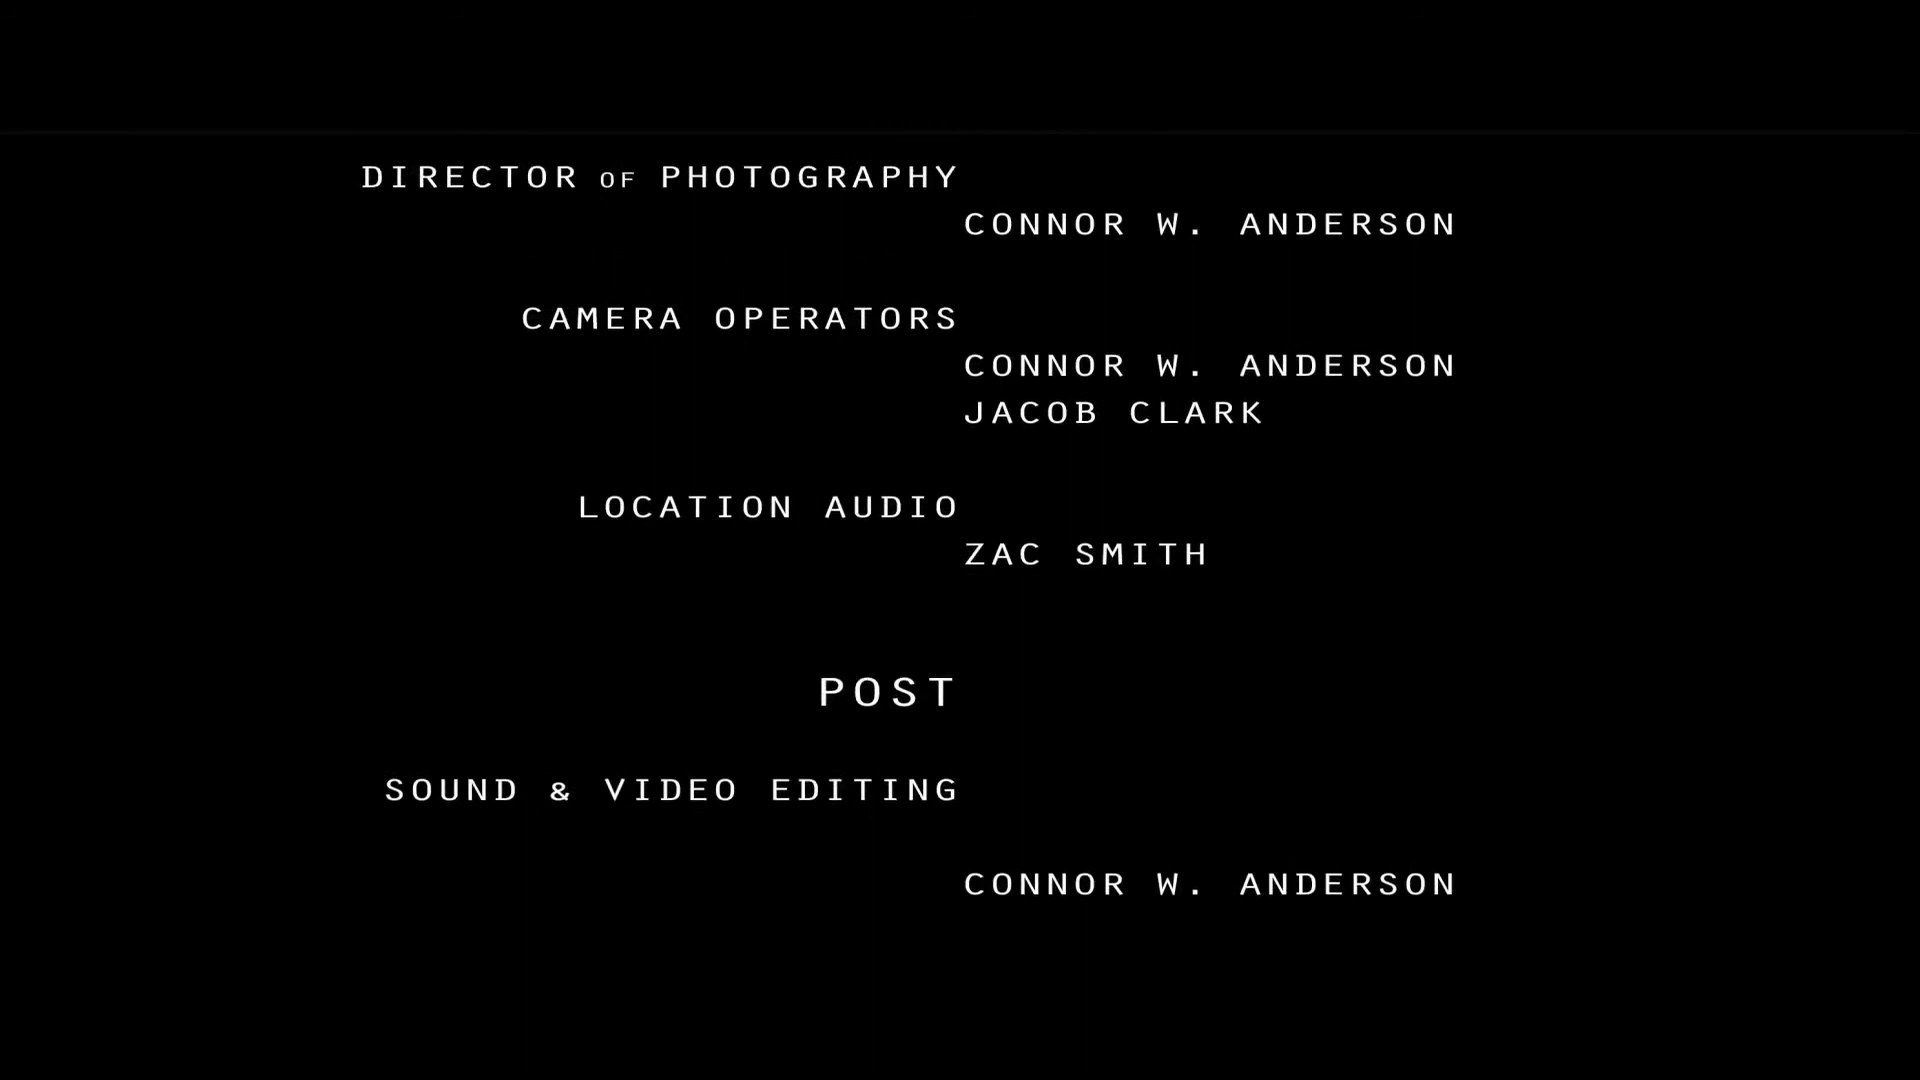 DIRECTOR OF PHOTOGRAPHY
CONNOR W. ANDERSON
CAMERA OPERATORS
CONNOR W. ANDERSON
JACOB CLARK
LOCATION AUDIO
ZAC SMITH
POST
SOUND & VIDEO EDITING
CONNOR W. ANDERSON